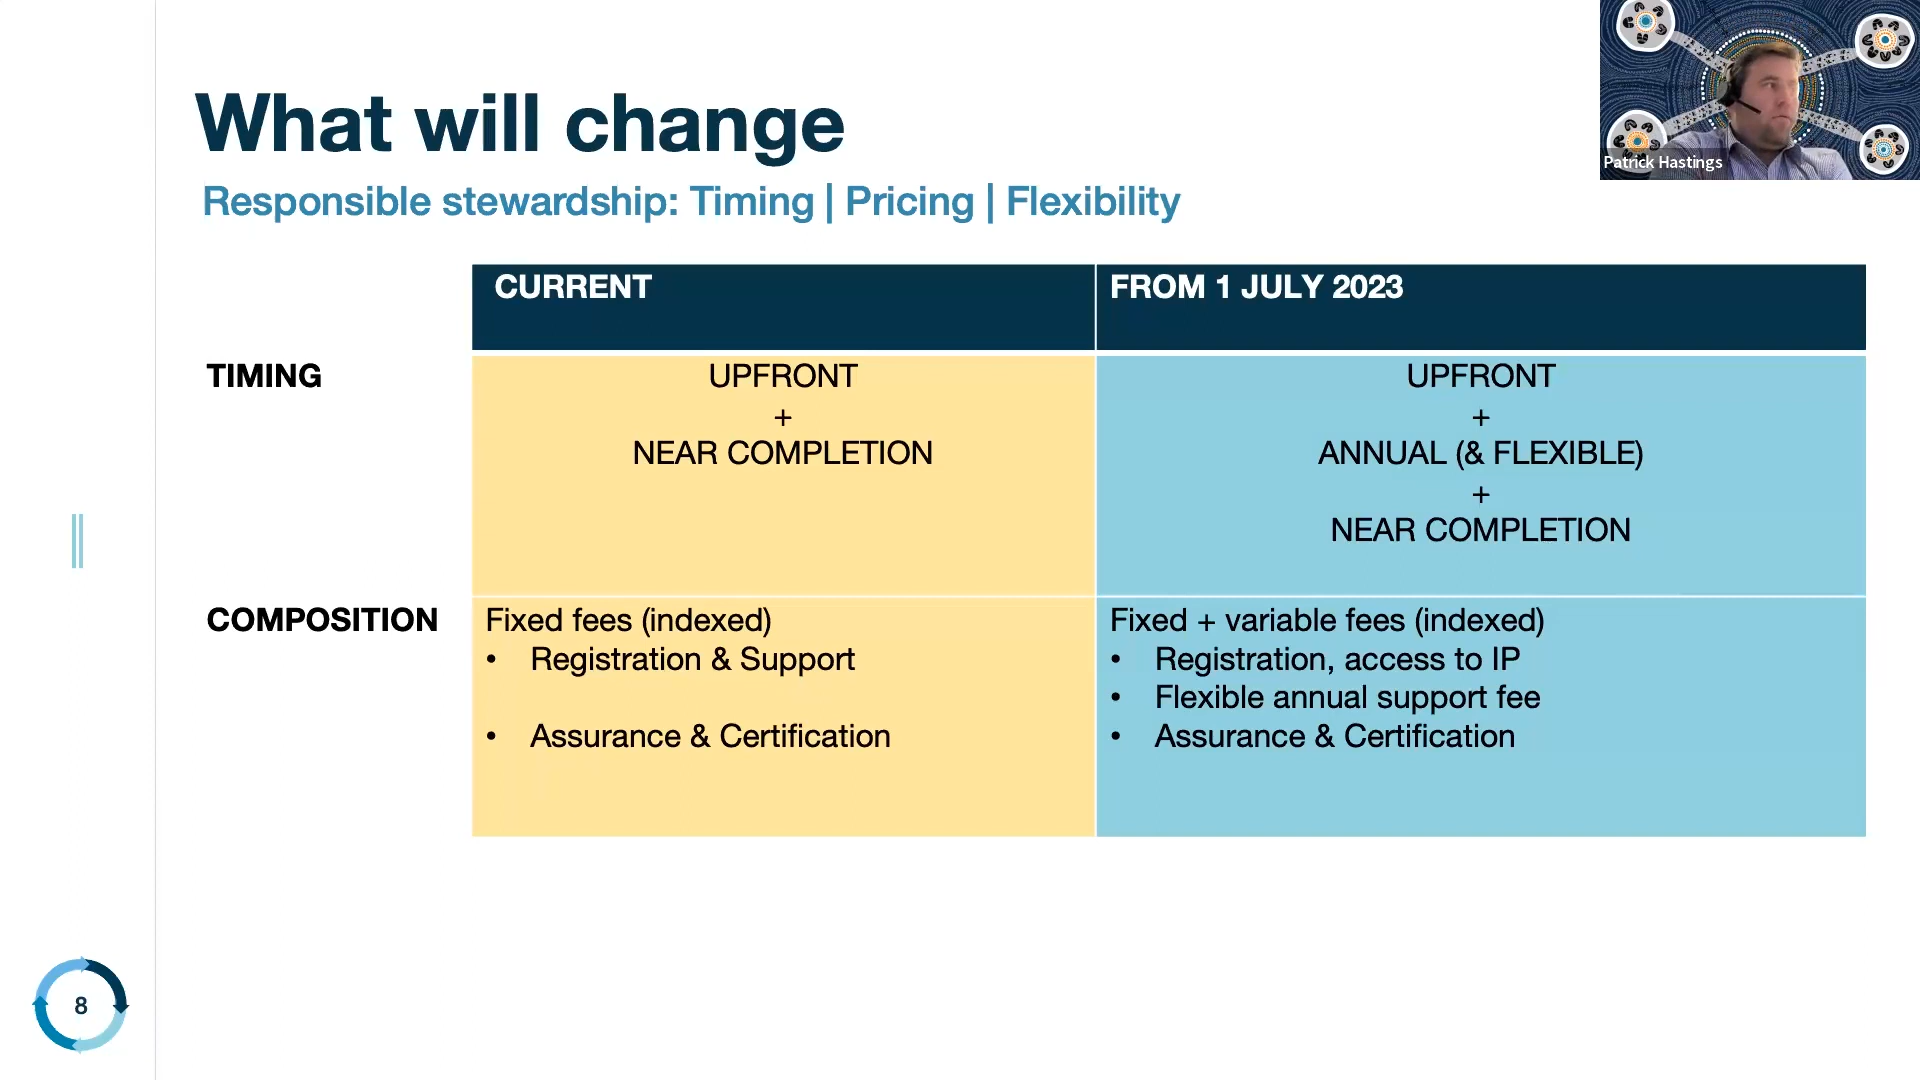 What will change
Responsible stewardship: Timing | Pricing | Flexibility
Patrick Hastings
CURRENT
FROM 1 JULY 2023
TIMING
UPFRONT
+
NEAR COMPLETION
UPFRONT
+
ANNUAL (& FLEXIBLE)
+
NEAR COMPLETION
COMPOSITION
Fixed fees (indexed)
• Registration & Support
• Assurance & Certification
Fixed + variable fees (indexed)
• Registration, access to IP
• Flexible annual support fee
• Assurance & Certification
8